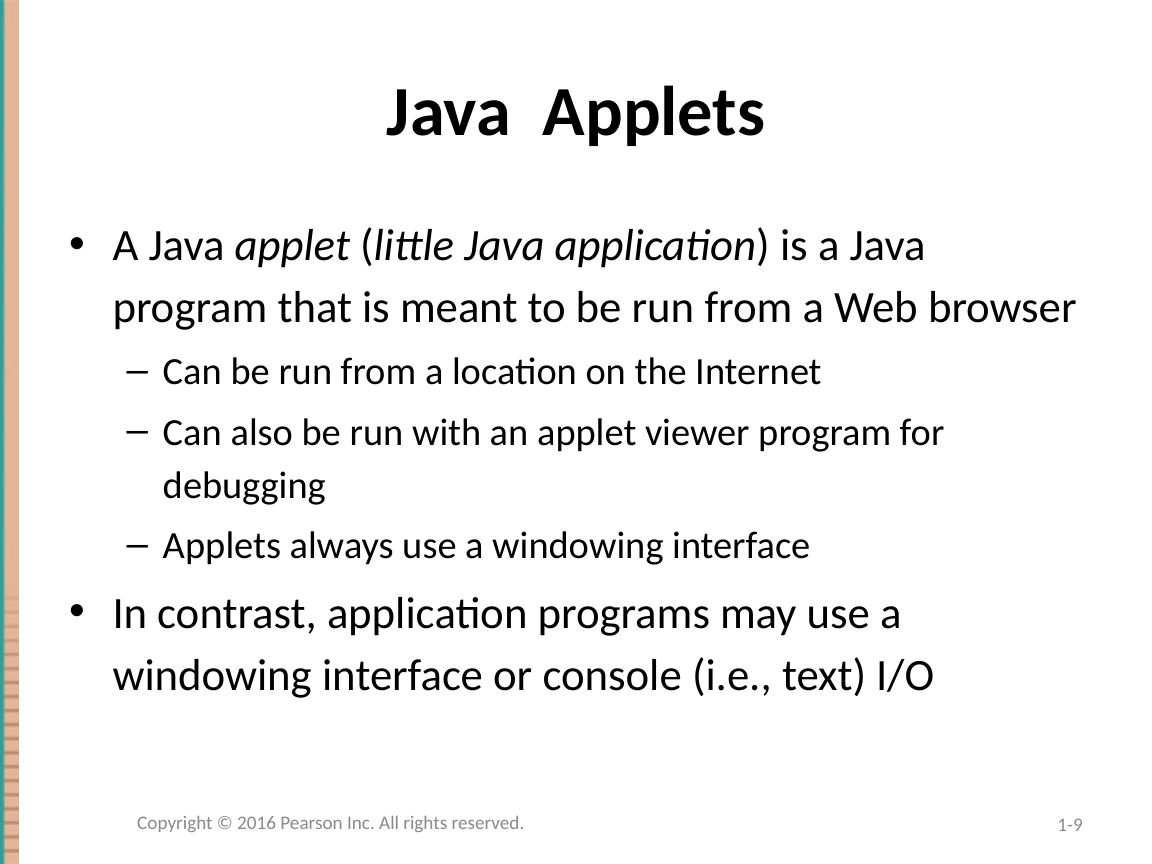 Java Applets
• A Java applet (little Java application) is a Java
program that is meant to be run from a Web browser
– Can be run from a location on the Internet
– Can also be run with an applet viewer program for
debugging
– Applets always use a windowing interface
• In contrast, application programs may use a
windowing interface or console (i.e., text) I/O
Copyright © 2016 Pearson Inc. All rights reserved.
1-9